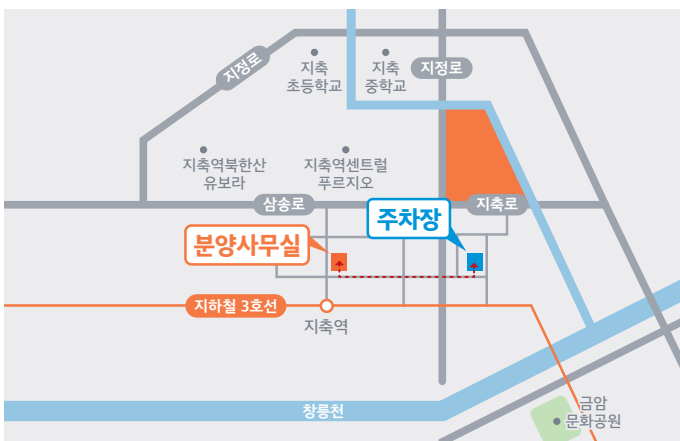 지정로
지축
초등학교
지축
중학교
지정로
지축역북한산
유보라
지축역센트럴
푸르지오
삼송로
지축로
주차장
분양사무실
지하철 3호선
지축역
창릉천
금암
문화공원